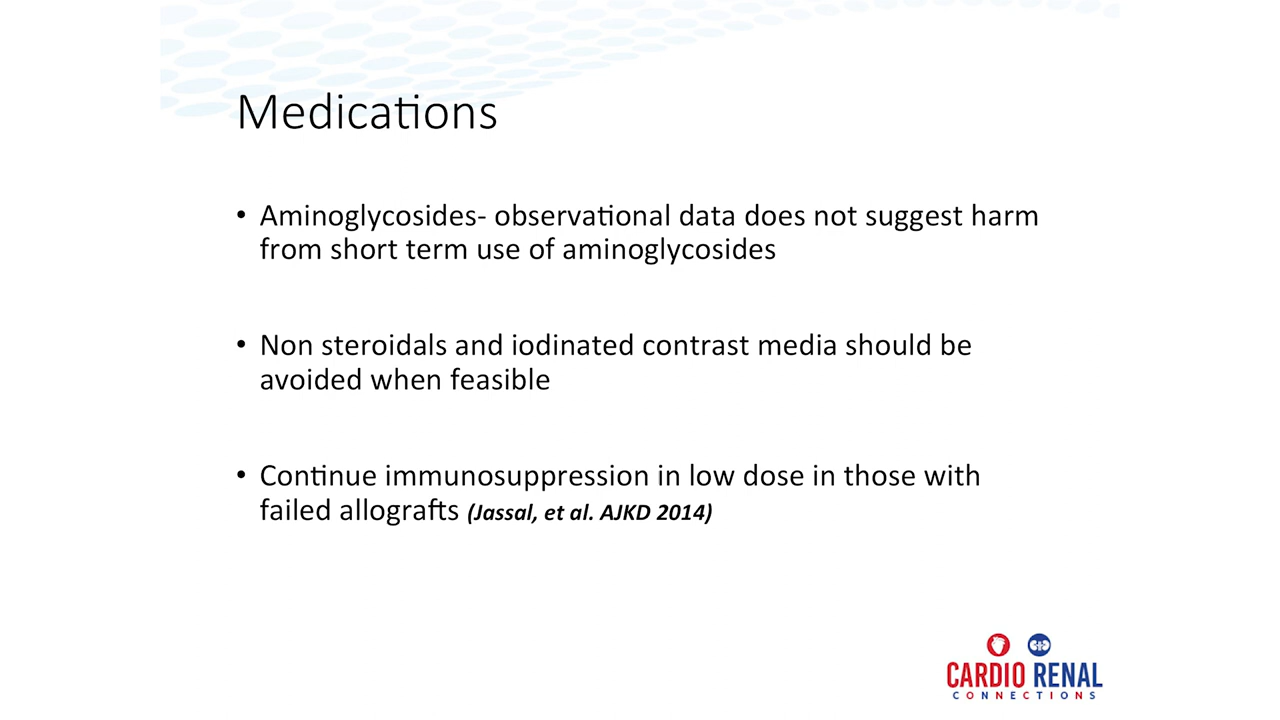 Medications
• Aminoglycosides- observational data does not suggest harm
from short term use of aminoglycosides
• Non steroidals and iodinated contrast media should be
avoided when feasible
• Continue immunosuppression in low dose in those with
failed allografts (Jassal, et al. AJKD 2014)
CARDIO RENAL
CONNECTIONS